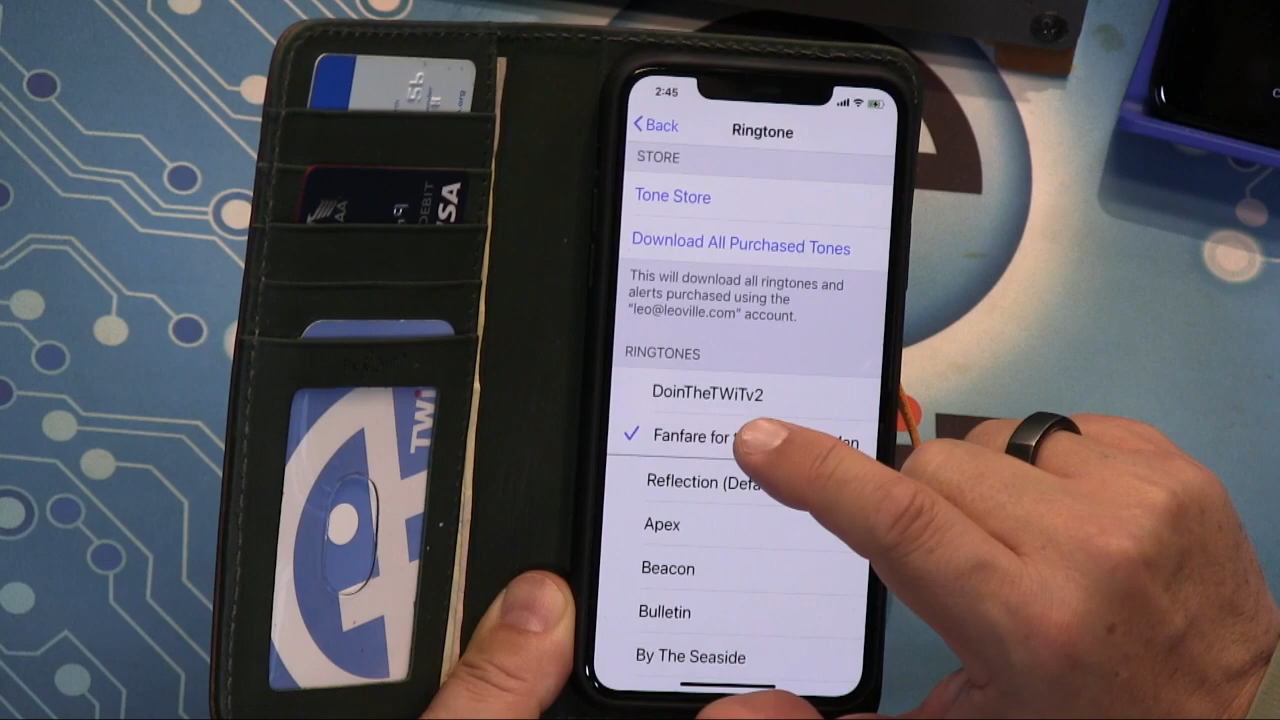 2:45
Back
Ringtone
STORE
Tone Store
Download All Purchased Tones
This will download all ringtones and
alerts purchased using the
"leo@leoville.com" account.
RINGTONES
DoinTheTWiTv2
Fanfare for
Reflection
Apex
Beacon
Bulletin
By The Seaside
AA
DEBIT
VISA
TWiT